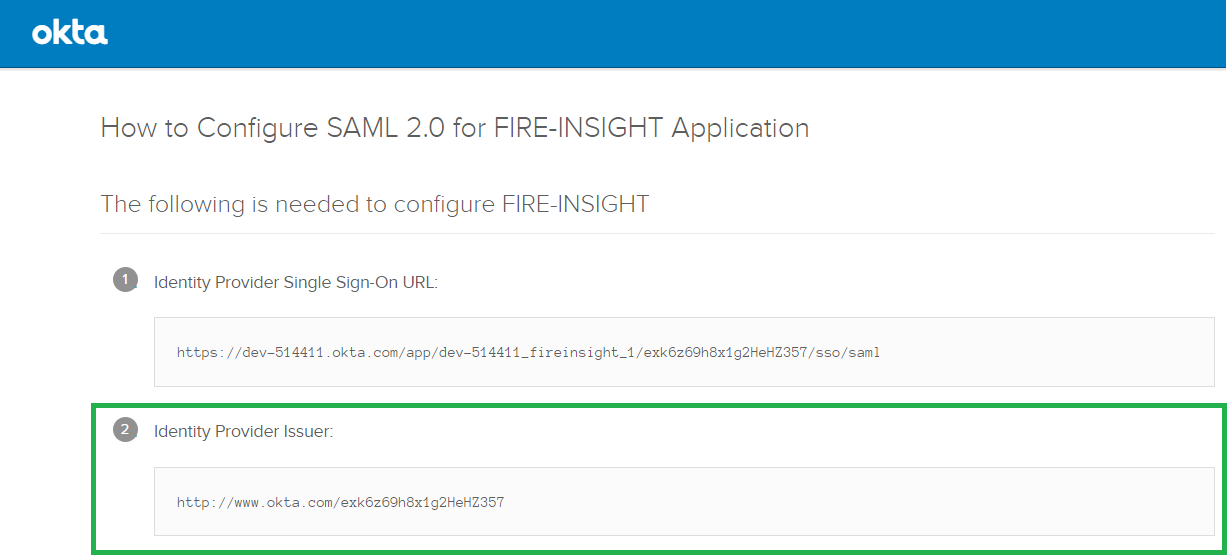 okta
How to Configure SAML 2.0 for FIRE-INSIGHT Application
The following is needed to configure FIRE-INSIGHT
1 Identity Provider Single Sign-On URL:
https://dev-514411.okta.com/app/dev-514411_fireinsight_1/exk6z69h8x1g2HeHZ357/sso/saml
2 Identity Provider Issuer:
http://www.okta.com/exk6z69h8x1g2HeHZ357